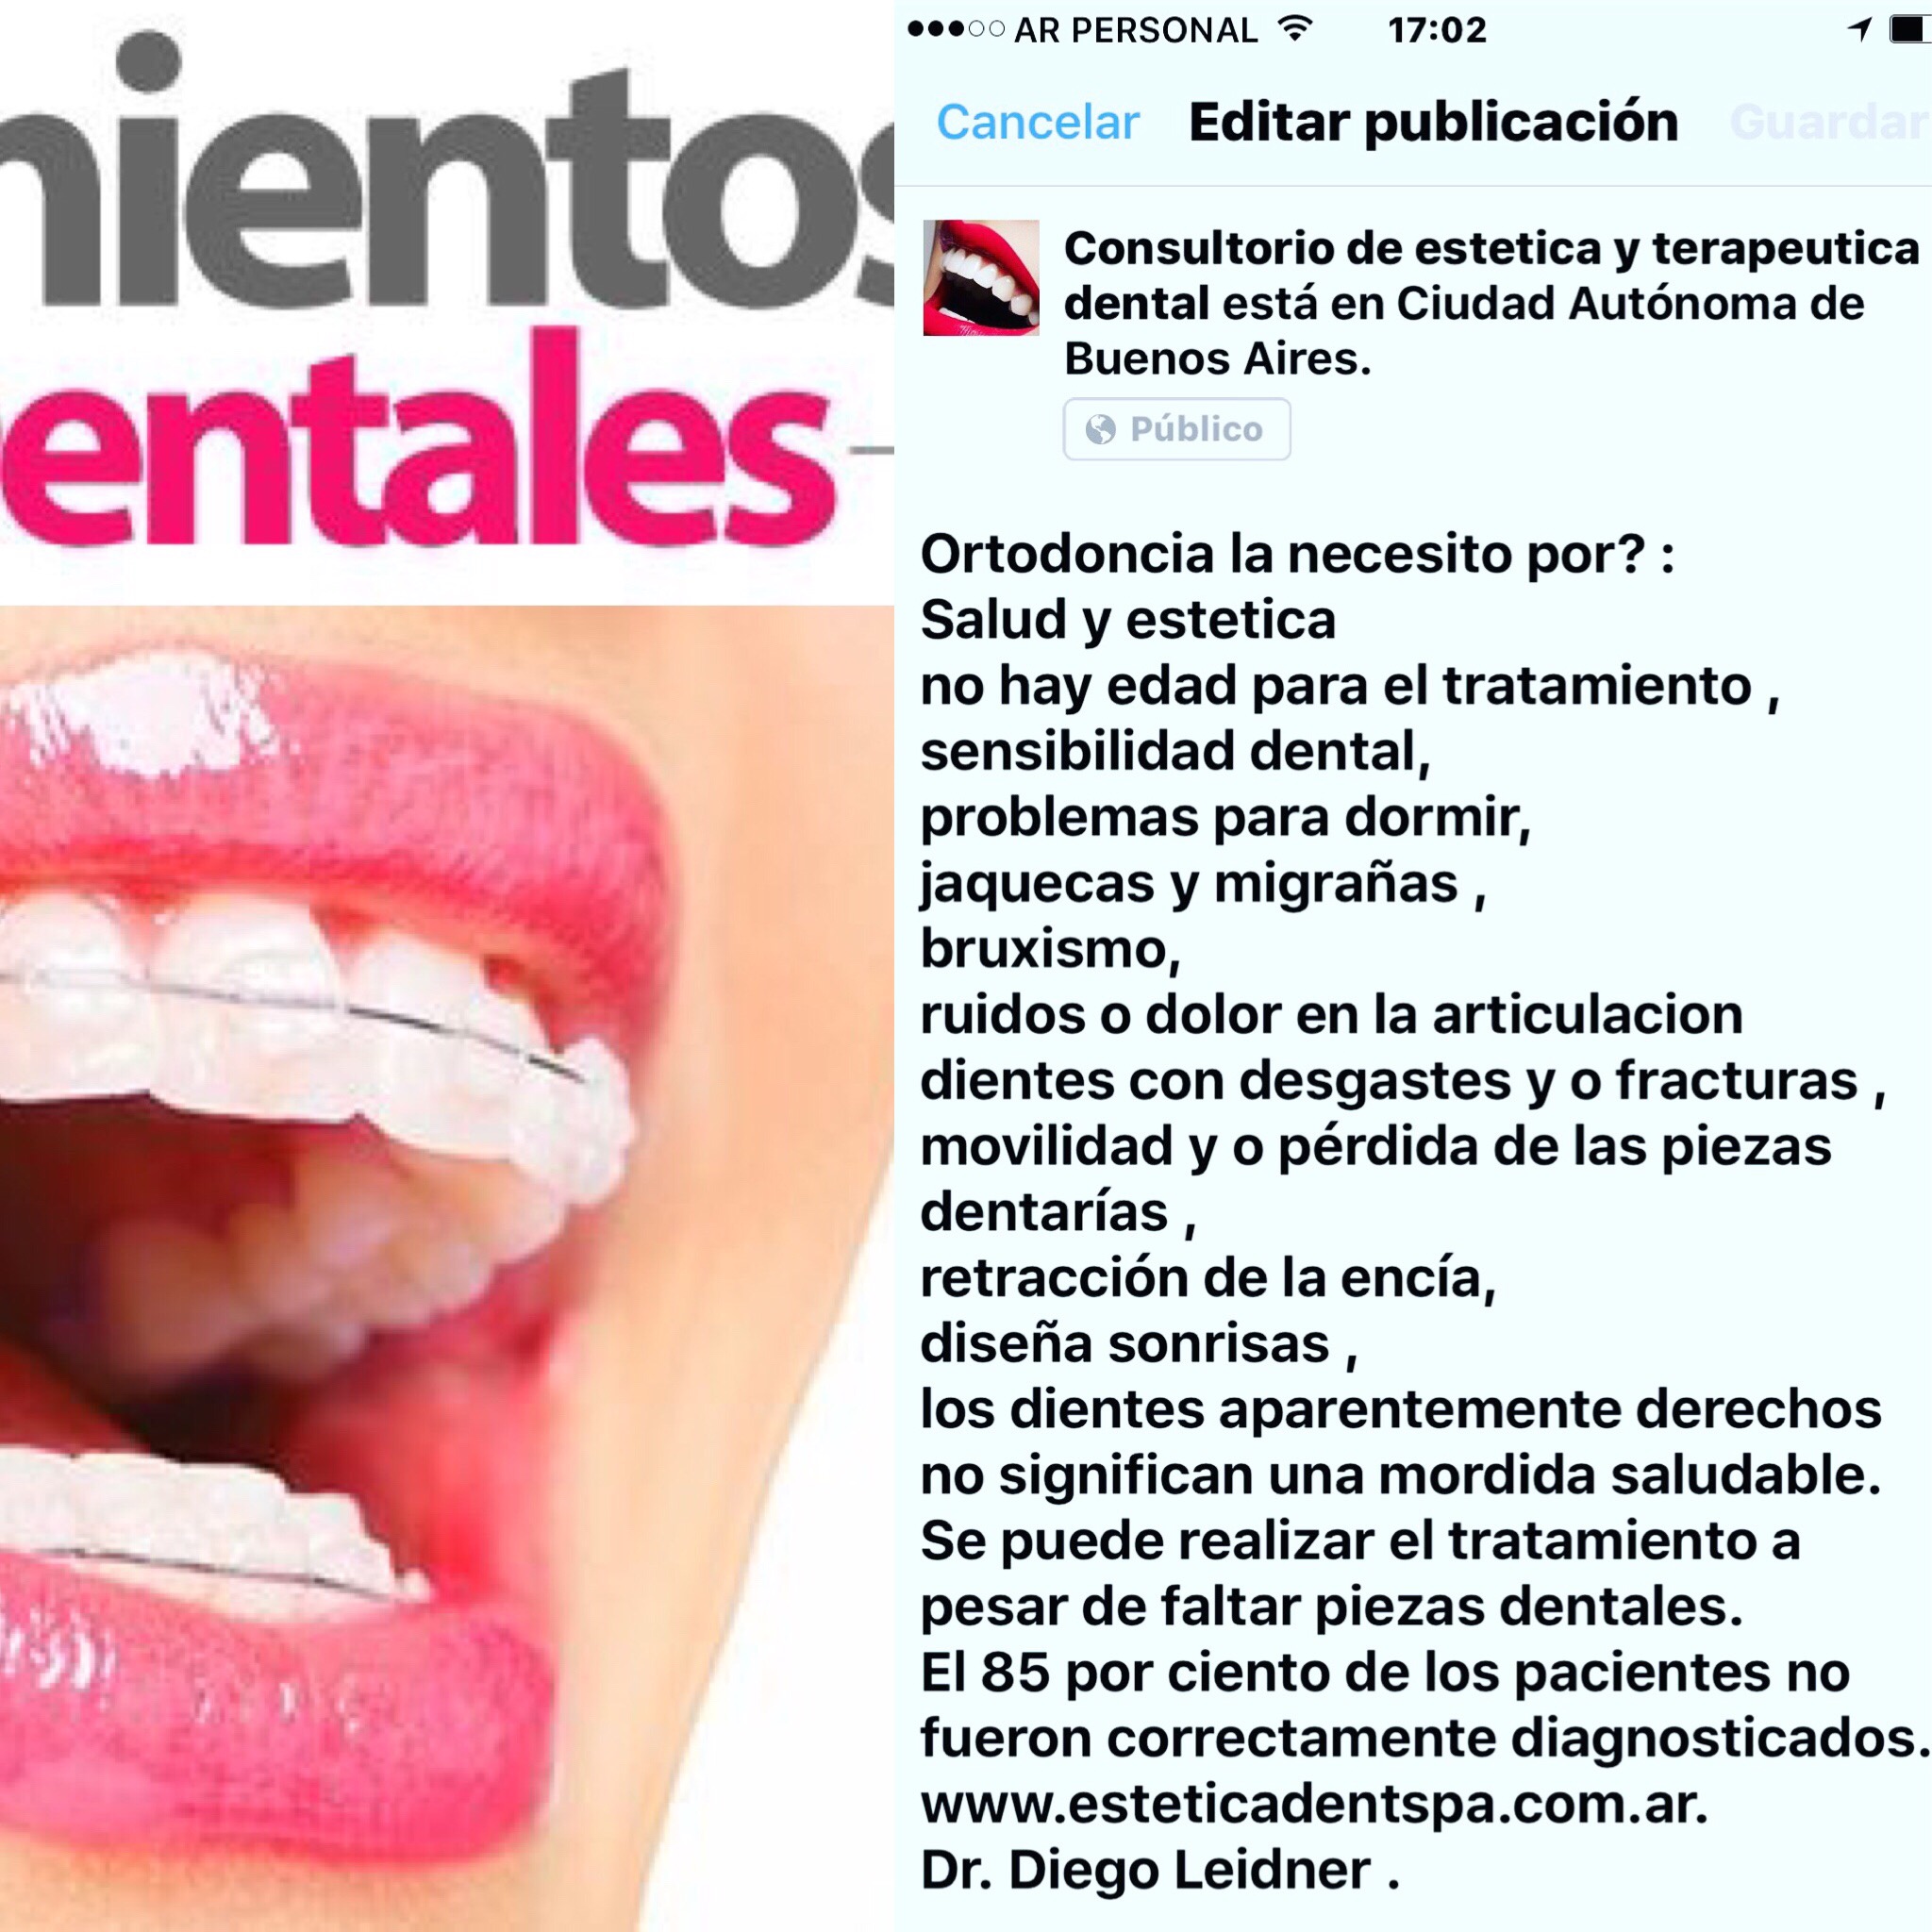 mientos
entales
AR PERSONAL 17:02
Cancelar Editar publicación Guardar
Consultorio de estetica y terapeutica
dental está en Ciudad Autónoma de
Buenos Aires.
Público
Ortodoncia la necesito por? :
Salud y estetica
no hay edad para el tratamiento ,
sensibilidad dental,
problemas para dormir,
jaquecas y migrañas ,
bruxismo,
ruidos o dolor en la articulacion
dientes con desgastes y o fracturas ,
movilidad y o pérdida de las piezas
dentarías ,
retracción de la encía,
diseña sonrisas ,
los dientes aparentemente derechos
no significan una mordida saludable.
Se puede realizar el tratamiento a
pesar de faltar piezas dentales.
El 85 por ciento de los pacientes no
fueron correctamente diagnosticados.
www.esteticadentspa.com.ar.
Dr. Diego Leidner .